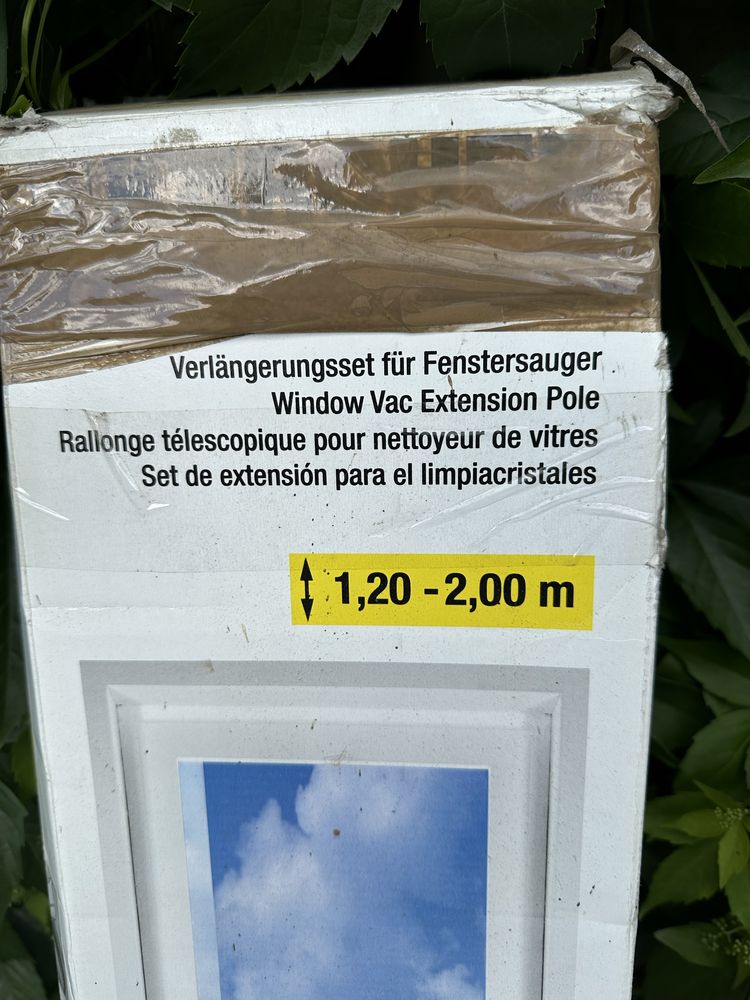 Verlängerungsset für Fenstersauger
Window Vac Extension Pole
Rallonge télescopique pour nettoyeur de vitres
Set de extensión para el limpiacristales
1,20 - 2,00 m